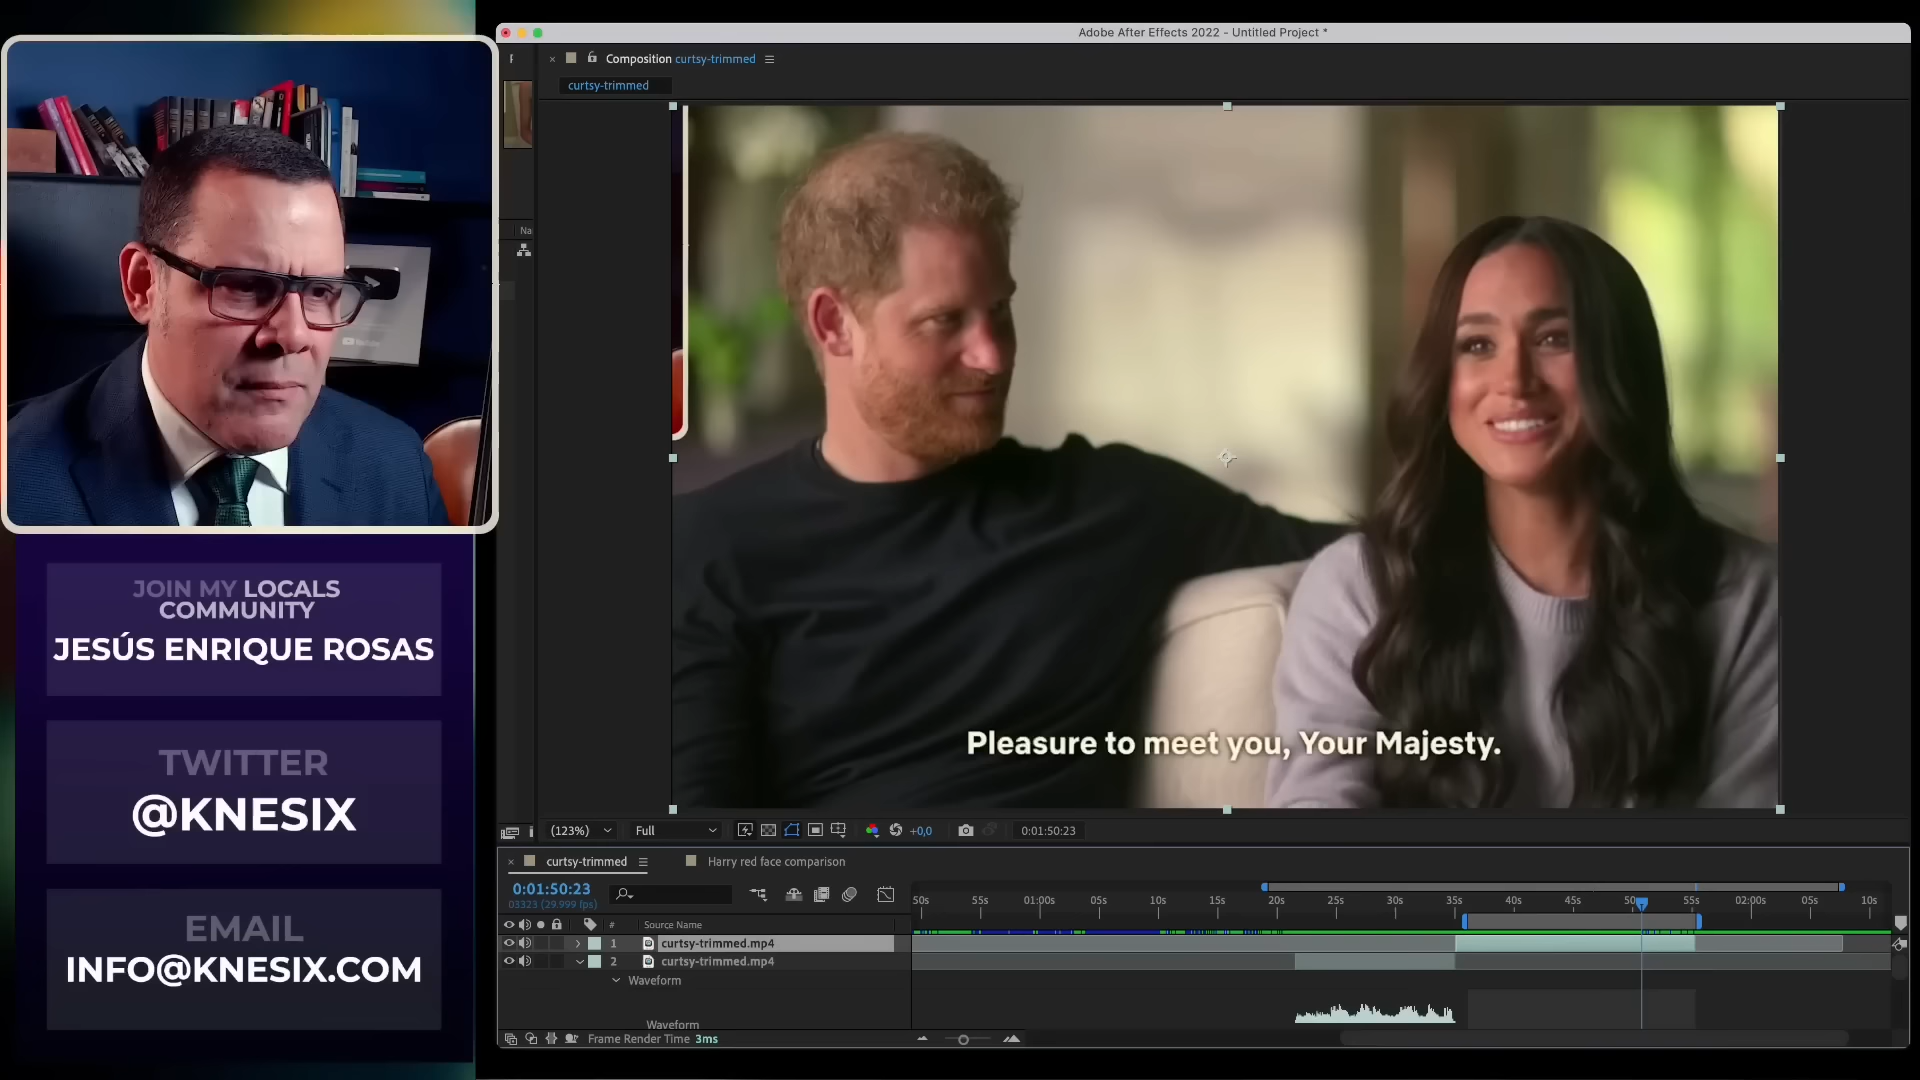 Adobe After Effects 2022 - Untitled Project *
Composition curtsy-trimmed
curtsy-trimmed
Na
YouTube
JOIN MY LOCALS
COMMUNITY
JESÚS ENRIQUE ROSAS
TWITTER
@KNESIX
EMAIL
INFO@KNESIX.COM
Pleasure to meet you, Your Majesty.
(123%)
Full
+0,0
0:01:50:23
curtsy-trimmed
Harry red face comparison
0:01:50:23
03323 (29.999 fps)
50s 55s 01:00s 05s 10s 15s 20s 25s 30s 35s 40s 45s 50s 55s 02:00s 05s 10s
# Source Name
1 curtsy-trimmed.mp4
2 curtsy-trimmed.mp4
Waveform
Waveform
Frame Render Time 3ms